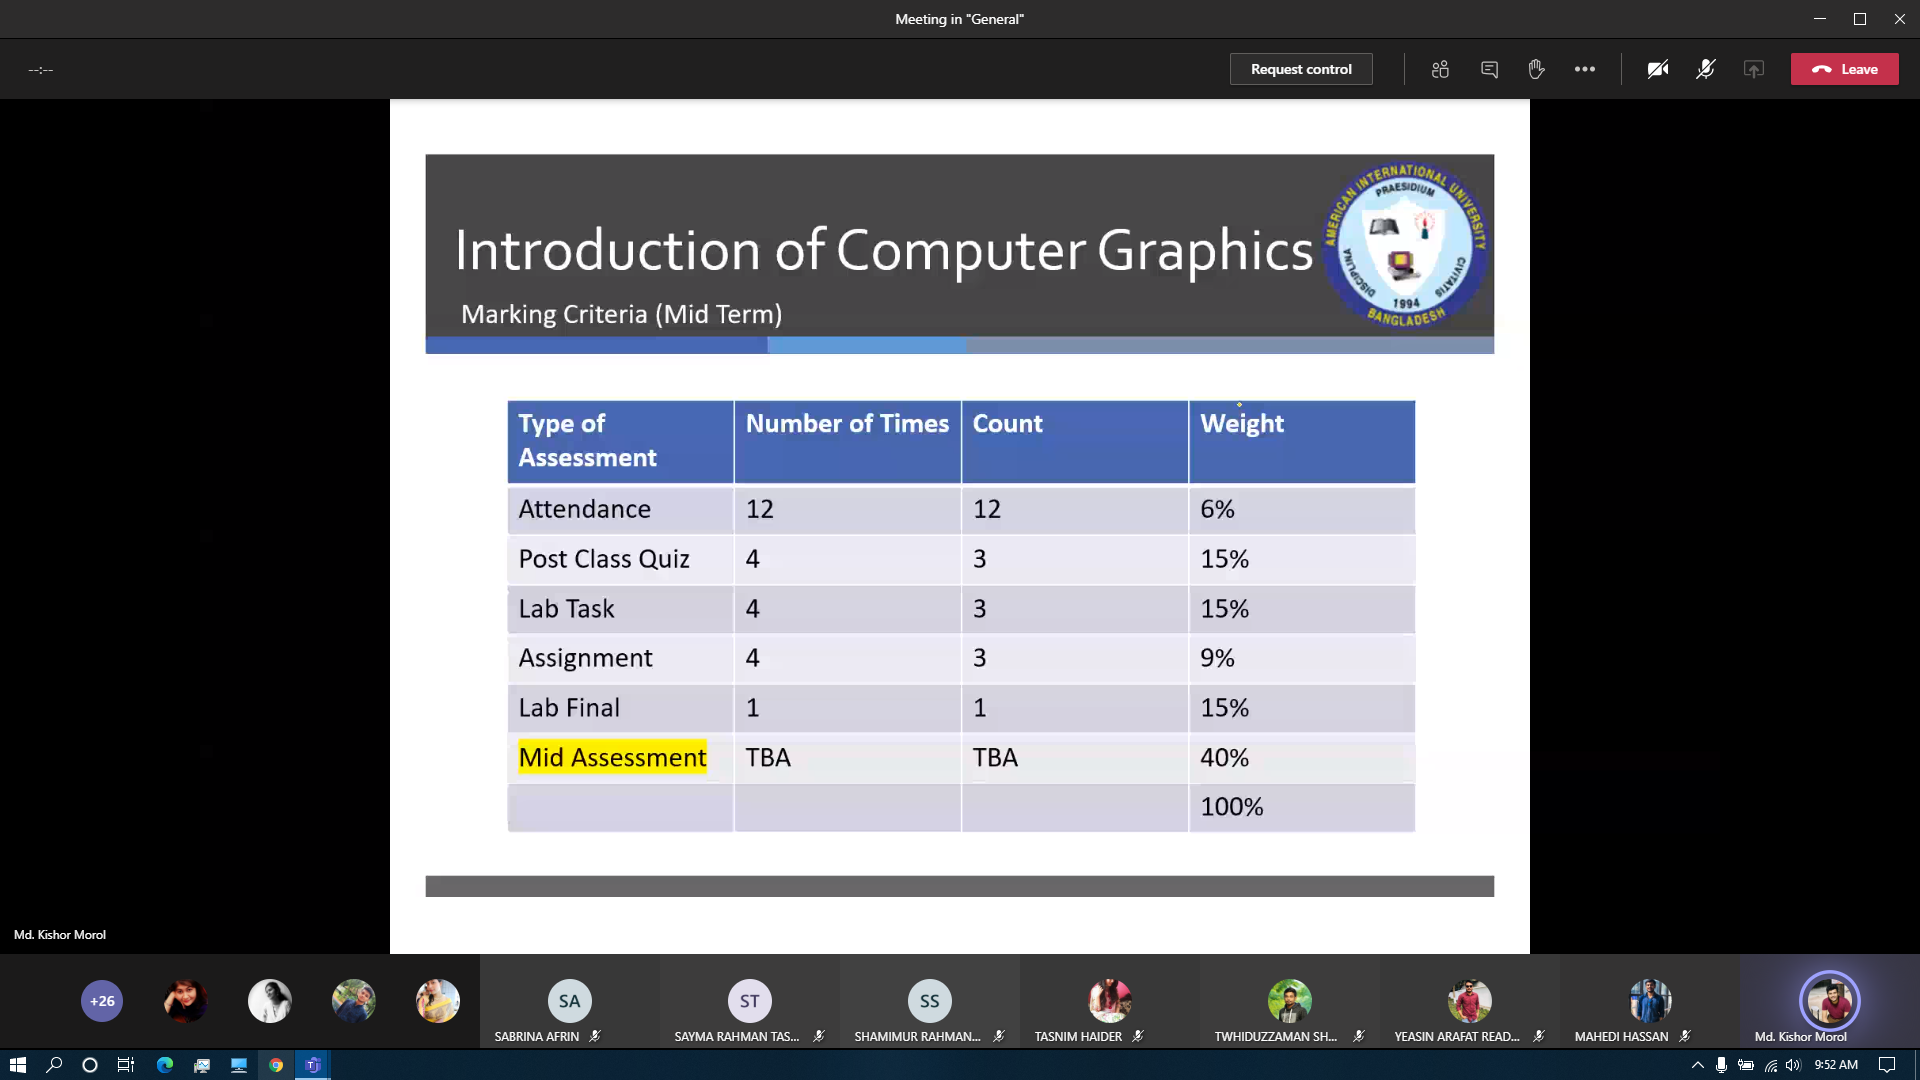 Meeting in "General"
--:--
Request control
Leave
Introduction of Computer Graphics
Marking Criteria (Mid Term)
AMERICAN INTERNATIONAL UNIVERSITY
PRAESIDIUM
DISCIPLINA
CIVITATIS
1994
BANGLADESH
Type of Assessment Number of Times Count Weight
Attendance 12 12 6%
Post Class Quiz 4 3 15%
Lab Task 4 3 15%
Assignment 4 3 9%
Lab Final 1 1 15%
Mid Assessment TBA TBA 40%
100%
Md. Kishor Morol
+26
SA
ST
SS
SABRINA AFRIN
SAYMA RAHMAN TAS...
SHAMIMUR RAHMAN...
TASNIM HAIDER
TWHIDUZZAMAN SH...
YEASIN ARAFAT READ...
MAHEDI HASSAN
Md. Kishor Morol
9:52 AM